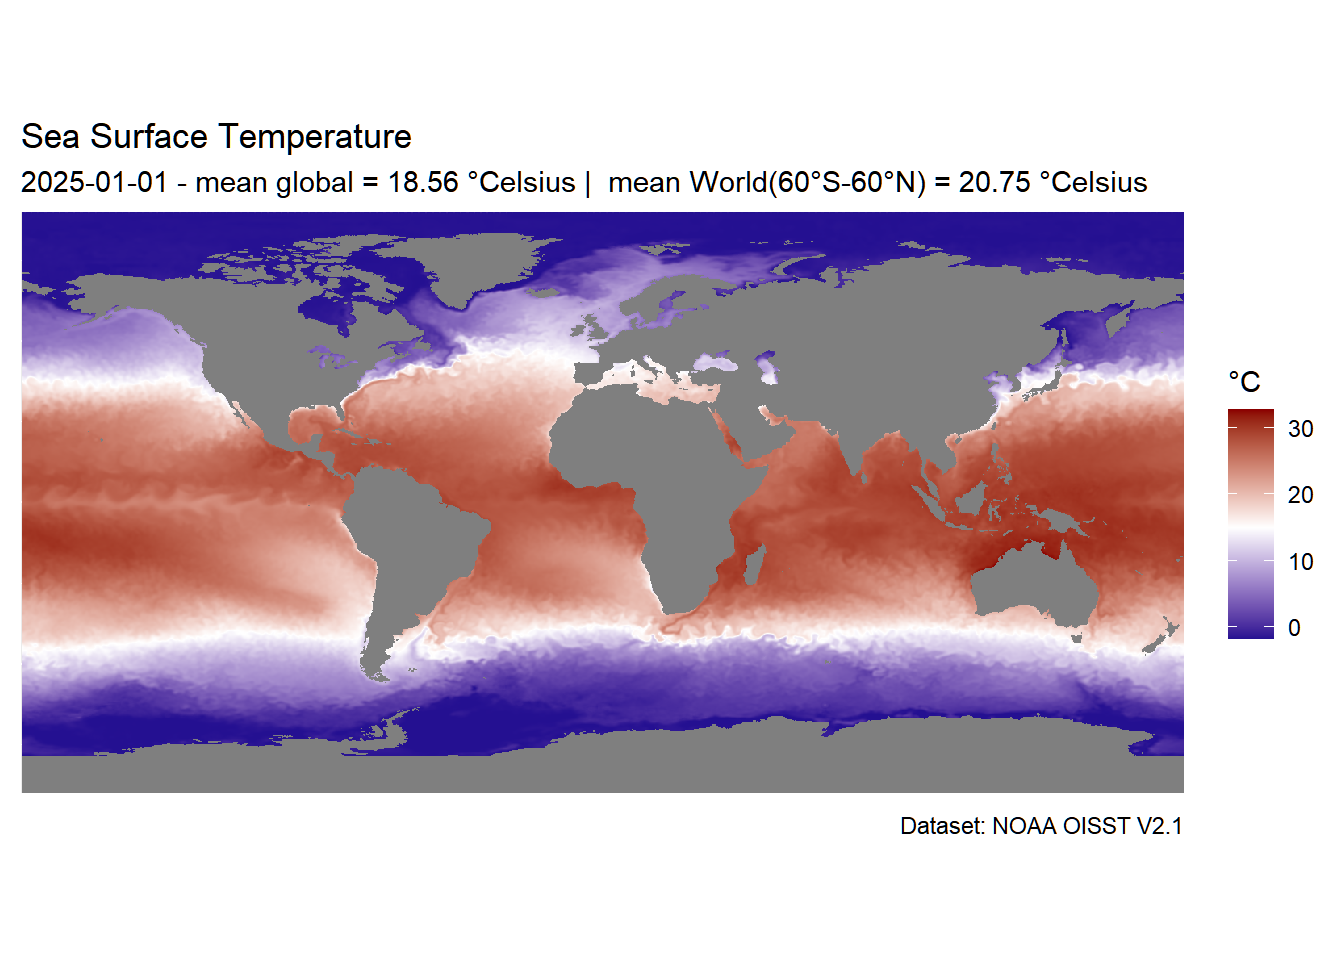 Sea Surface Temperature
2025-01-01 - mean global = 18.56 °Celsius |  mean World(60°S-60°N) = 20.75 °Celsius
°C
30
20
10
0
Dataset: NOAA OISST V2.1